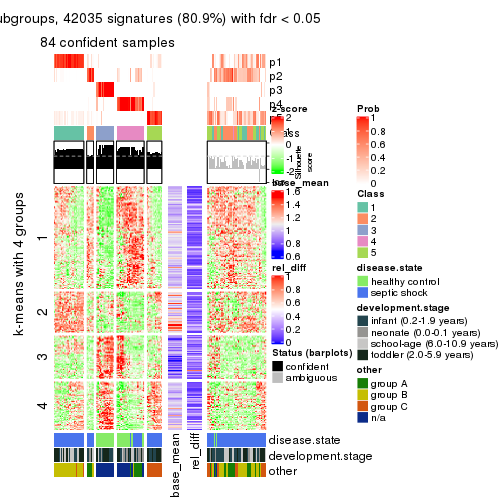 ubgroups, 42035 signatures (80.9%) with fdr < 0.05
84 confident samples
p1
p2
p3
p4
Class
z-score
2
1
0
-1
-2
Silhouette
score
base_mean
1.6
1.4
1.2
1
0.8
0.6
rel_diff
1
0.8
0.6
0.4
0.2
0
Status (barplots)
confident
ambiguous
Prob
1
0.8
0.6
0.4
0.2
0
Class
1
2
3
4
5
disease.state
healthy control
septic shock
development.stage
infant (0.2-1.9 years)
neonate (0.0-0.1 years)
school-age (6.0-10.9 years)
toddler (2.0-5.9 years)
other
group A
group B
group C
n/a
k-means with 4 groups
1
2
3
4
disease.state
development.stage
other
base_mean
rel_diff